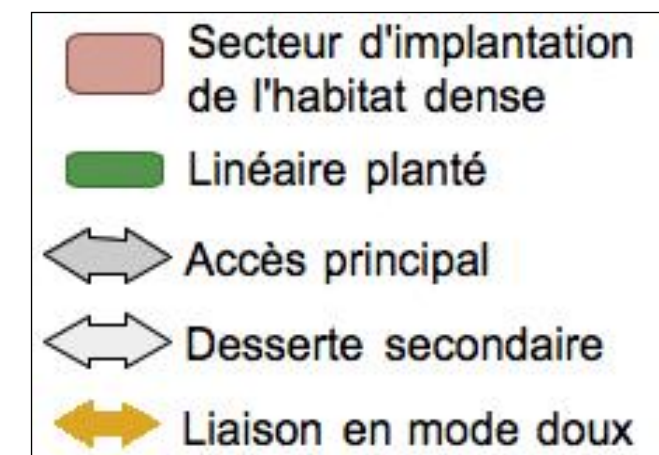 Secteur d'implantation
de l'habitat dense
Linéaire planté
Accès principal
Desserte secondaire
Liaison en mode doux